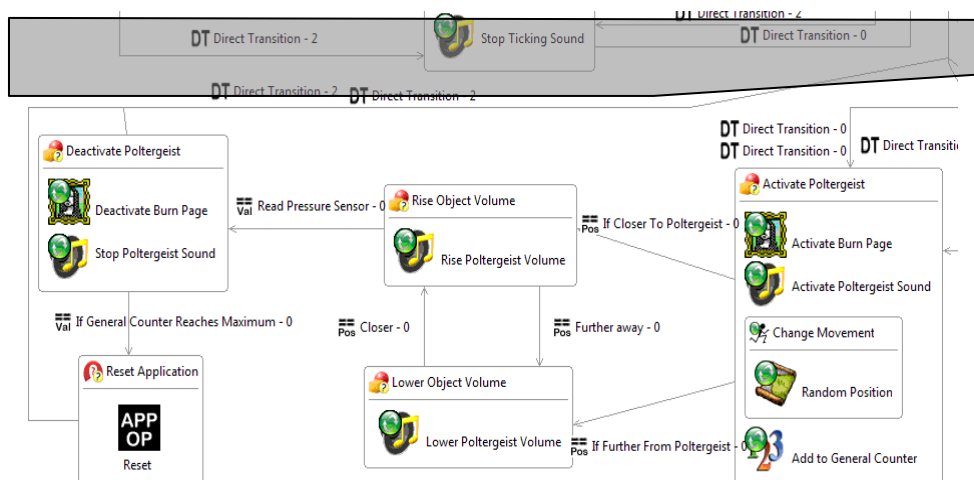 DT Direct Transition - 2
DT Direct Transition - 2
Stop Ticking Sound
DT Direct Transition - 0
DT Direct Transition - 2
DT Direct Transition - 2
DT Direct Transition - 0
DT Direct Transition - 0
DT Direct Transiti
Deactivate Poltergeist
Deactivate Burn Page
Stop Poltergeist Sound
== Val Read Pressure Sensor - 0
Rise Object Volume
Rise Poltergeist Volume
== Pos If Closer To Poltergeist - 0
Activate Poltergeist
Activate Burn Page
Activate Poltergeist Sound
== Val If General Counter Reaches Maximum - 0
== Pos Closer - 0
== Pos Further away - 0
Change Movement
Random Position
Reset Application
APP
OP
Reset
Lower Object Volume
Lower Poltergeist Volume
== Pos If Further From Poltergeist - 0
123
Add to General Counter